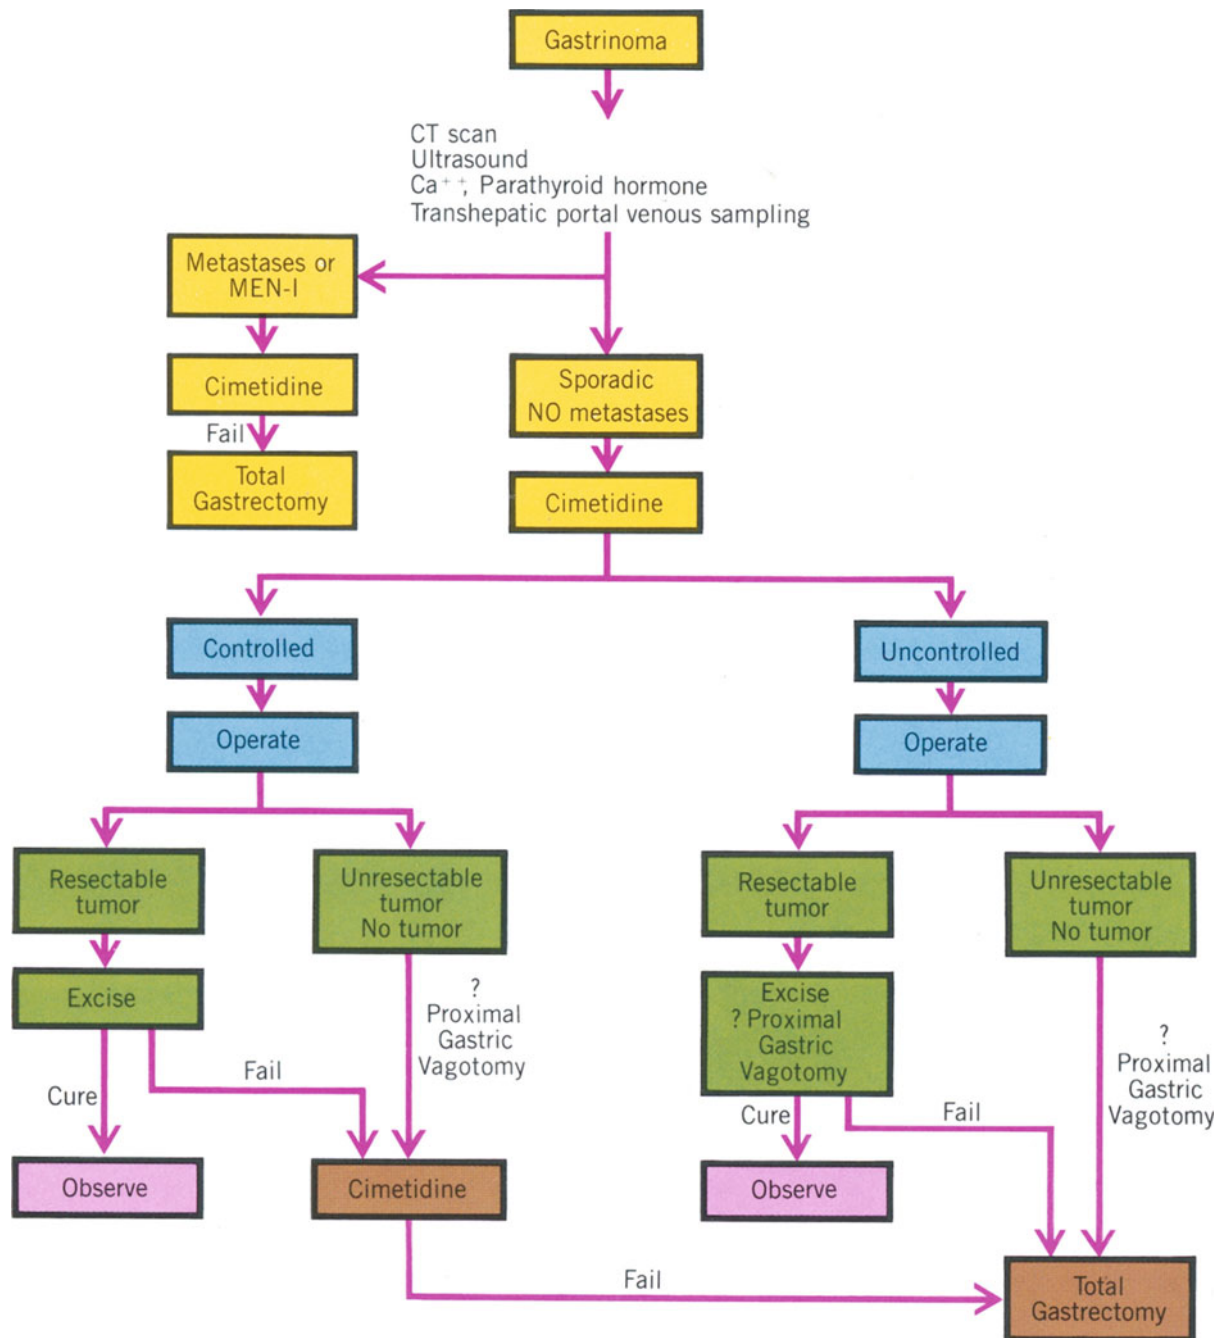 Gastrinoma
CT scan
Ultrasound
Ca++, Parathyroid hormone
Transhepatic portal venous sampling
Metastases or
MEN-I
Cimetidine
Fail
Total
Gastrectomy
Sporadic
NO metastases
Cimetidine
Controlled
Operate
Uncontrolled
Operate
Resectable
tumor
Excise
Cure
Fail
Unresectable
tumor
No tumor
?
Proximal
Gastric
Vagotomy
Observe
Cimetidine
Fail
Resectable
tumor
Excise
? Proximal
Gastric
Vagotomy
Cure
Fail
Unresectable
tumor
No tumor
?
Proximal
Gastric
Vagotomy
Observe
Total
Gastrectomy